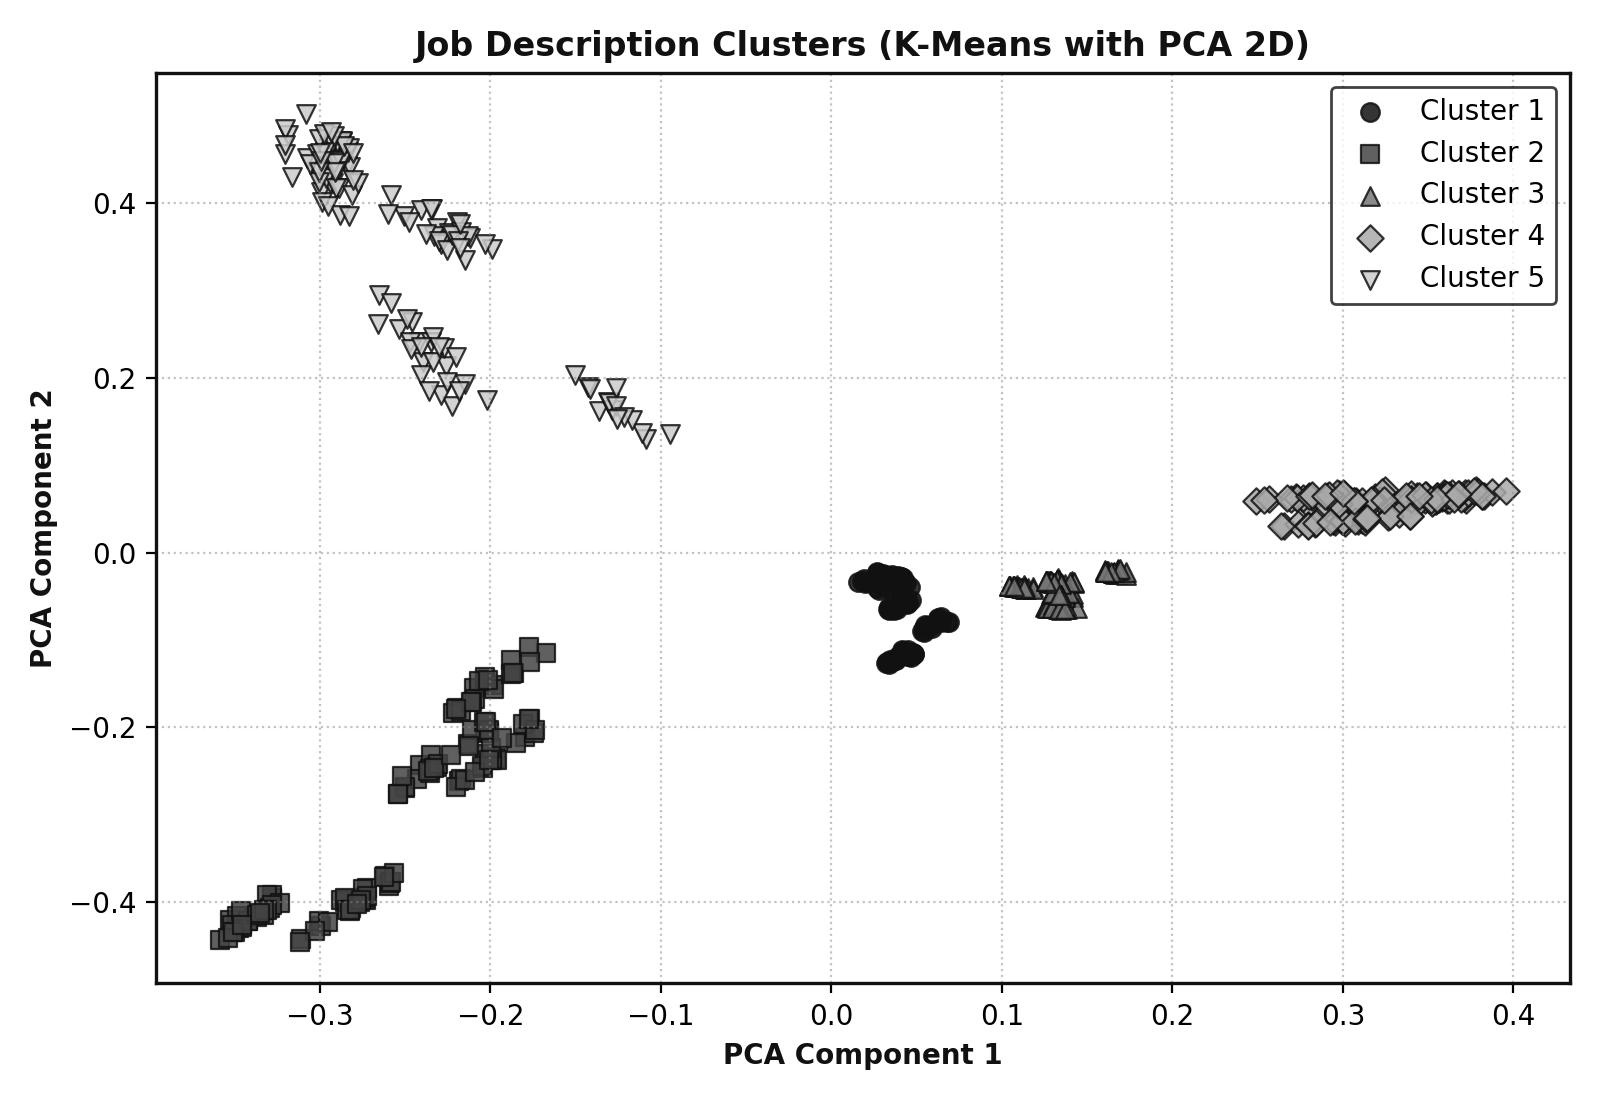 Job Description Clusters (K-Means with PCA 2D)
Cluster 1
Cluster 2
Cluster 3
Cluster 4
Cluster 5
PCA Component 2
0.4
0.2
0.0
−0.2
−0.4
−0.3
−0.2
−0.1
0.0
0.1
0.2
0.3
0.4
PCA Component 1